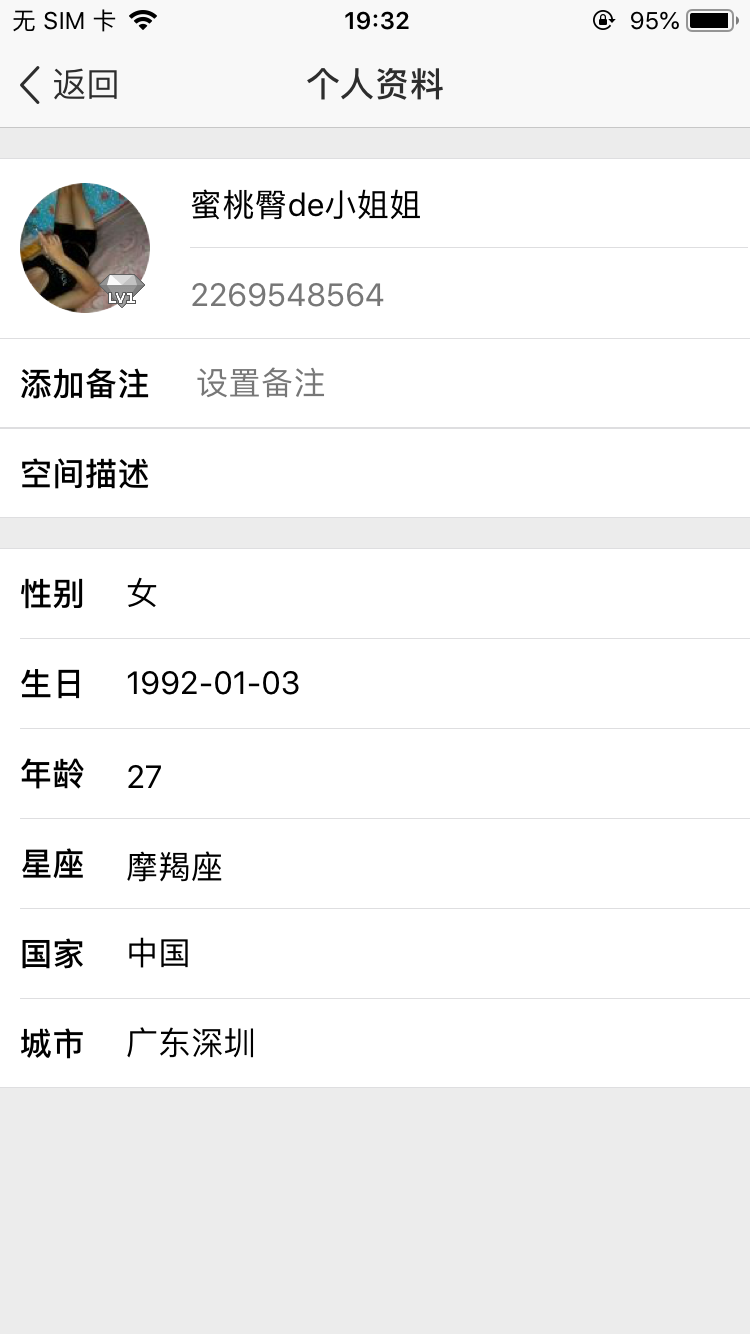 无 SIM 卡 19:32 95%
返回 个人资料
蜜桃臀de小姐姐
LV1
2269548564
添加备注 设置备注
空间描述
性别 女
生日 1992-01-03
年龄 27
星座 摩羯座
国家 中国
城市 广东深圳